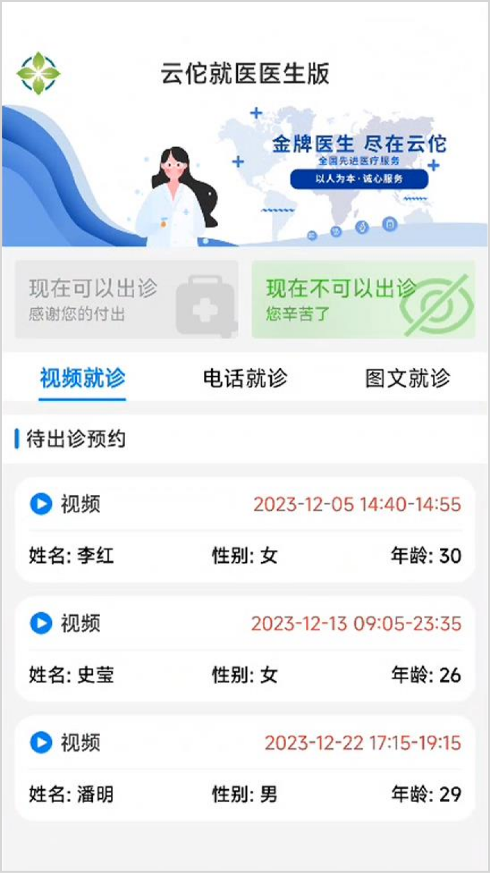 云佗就医医生版
金牌医生 尽在云佗
全国先进医疗服务
以人为本·诚心服务
现在可以出诊
感谢您的付出
现在不可以出诊
您辛苦了
视频就诊 电话就诊 图文就诊
待出诊预约
视频 2023-12-05 14:40-14:55
姓名: 李红 性别: 女 年龄: 30
视频 2023-12-13 09:05-23:35
姓名: 史莹 性别: 女 年龄: 26
视频 2023-12-22 17:15-19:15
姓名: 潘明 性别: 男 年龄: 29